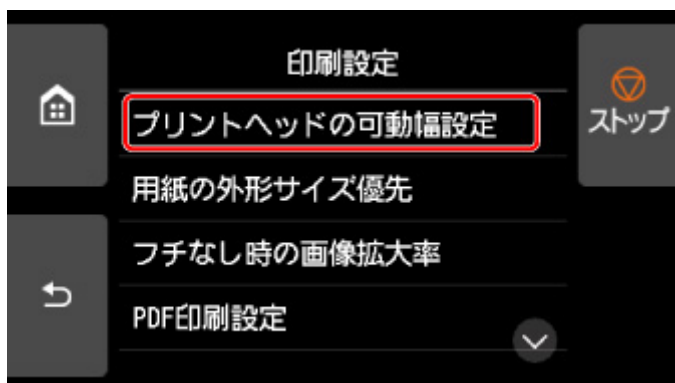 印刷設定
プリントヘッドの可動幅設定
ストップ
用紙の外形サイズ優先
フチなし時の画像拡大率
PDF印刷設定